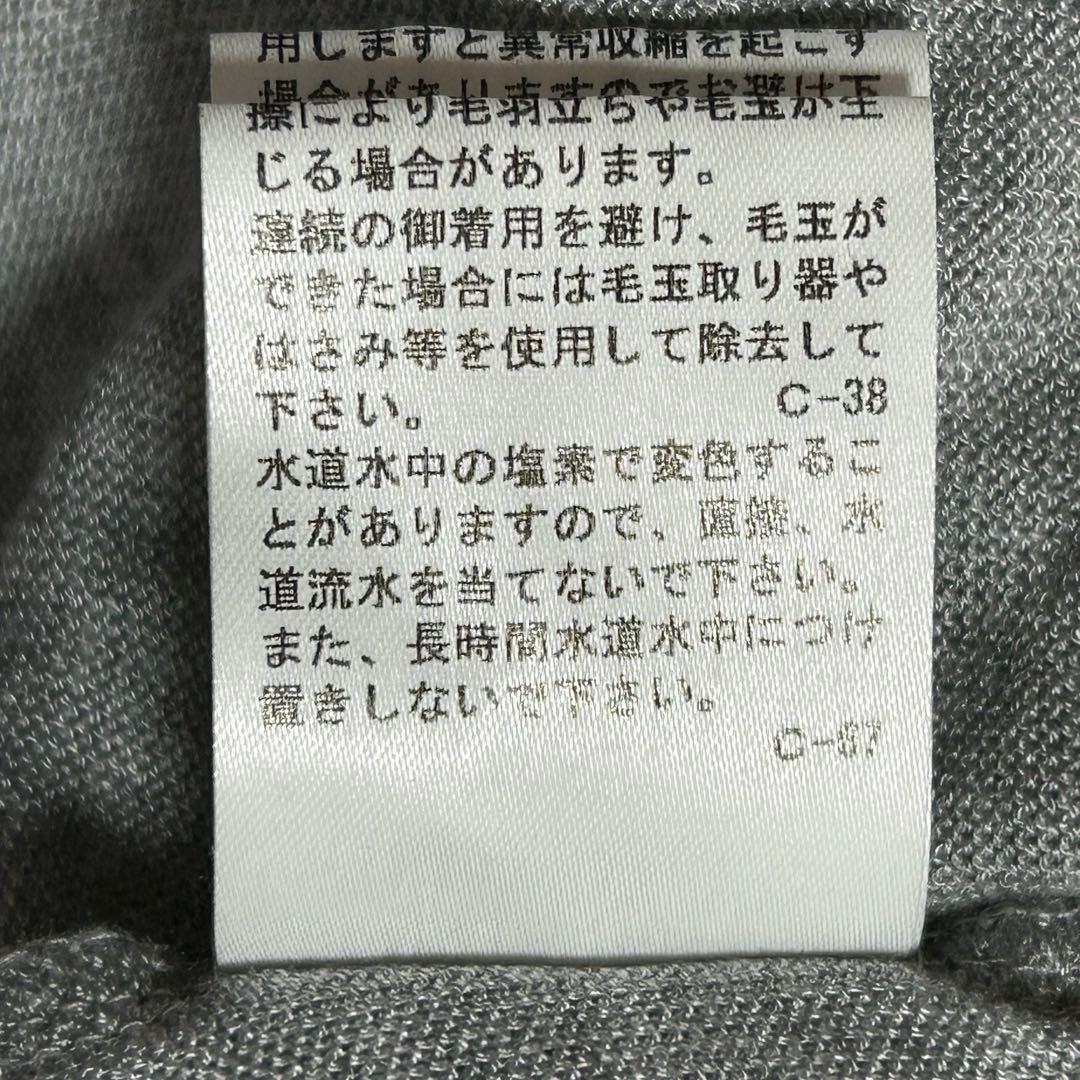 用しますと異常収縮を起こす
場合があり
擦により毛羽立ちや毛玉が生
じる場合があります。
連続の御着用を避け、毛玉が
できた場合には毛玉取り器や
はさみ等を使用して除去して
下さい。 C-38
水道水中の塩素で変色するこ
とがありますので、直接、水
道流水を当てないで下さい。
また、長時間水道水中につけ
置きしないで下さい。
C-67